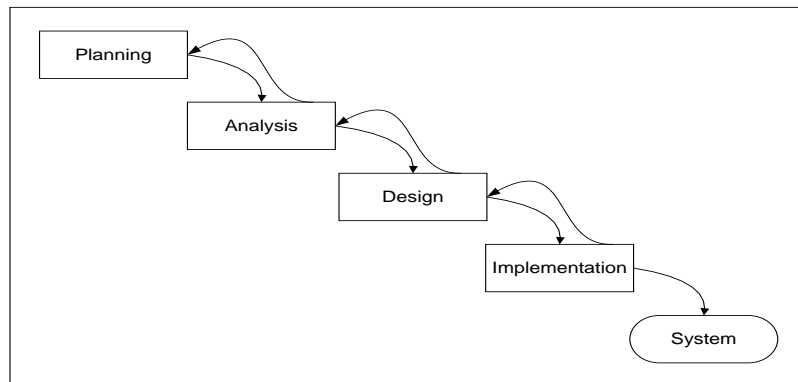 Planning
Analysis
Design
Implementation
System